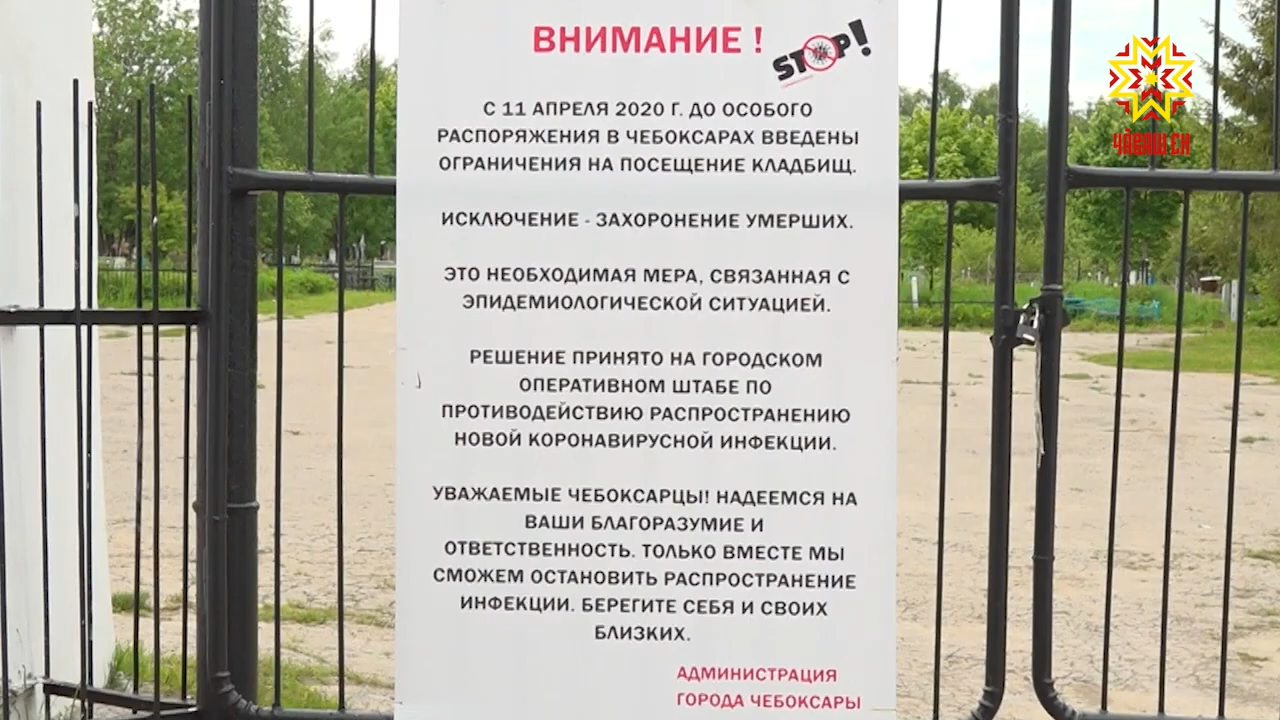 ВНИМАНИЕ !
STOP!
С 11 АПРЕЛЯ 2020 Г. ДО ОСОБОГО
РАСПОРЯЖЕНИЯ В ЧЕБОКСАРАХ ВВЕДЕНЫ
ОГРАНИЧЕНИЯ НА ПОСЕЩЕНИЕ КЛАДБИЩ.
ИСКЛЮЧЕНИЕ - ЗАХОРОНЕНИЕ УМЕРШИХ.
ЭТО НЕОБХОДИМАЯ МЕРА, СВЯЗАННАЯ С
ЭПИДЕМИОЛОГИЧЕСКОЙ СИТУАЦИЕЙ.
РЕШЕНИЕ ПРИНЯТО НА ГОРОДСКОМ
ОПЕРАТИВНОМ ШТАБЕ ПО
ПРОТИВОДЕЙСТВИЮ РАСПРОСТРАНЕНИЮ
НОВОЙ КОРОНАВИРУСНОЙ ИНФЕКЦИИ.
УВАЖАЕМЫЕ ЧЕБОКСАРЦЫ! НАДЕЕМСЯ НА
ВАШИ БЛАГОРАЗУМИЕ И
ОТВЕТСТВЕННОСТЬ. ТОЛЬКО ВМЕСТЕ МЫ
СМОЖЕМ ОСТАНОВИТЬ РАСПРОСТРАНЕНИЕ
ИНФЕКЦИИ. БЕРЕГИТЕ СЕБЯ И СВОИХ
БЛИЗКИХ.
АДМИНИСТРАЦИЯ
ГОРОДА ЧЕБОКСАРЫ
ЧӐВАШ ЕН